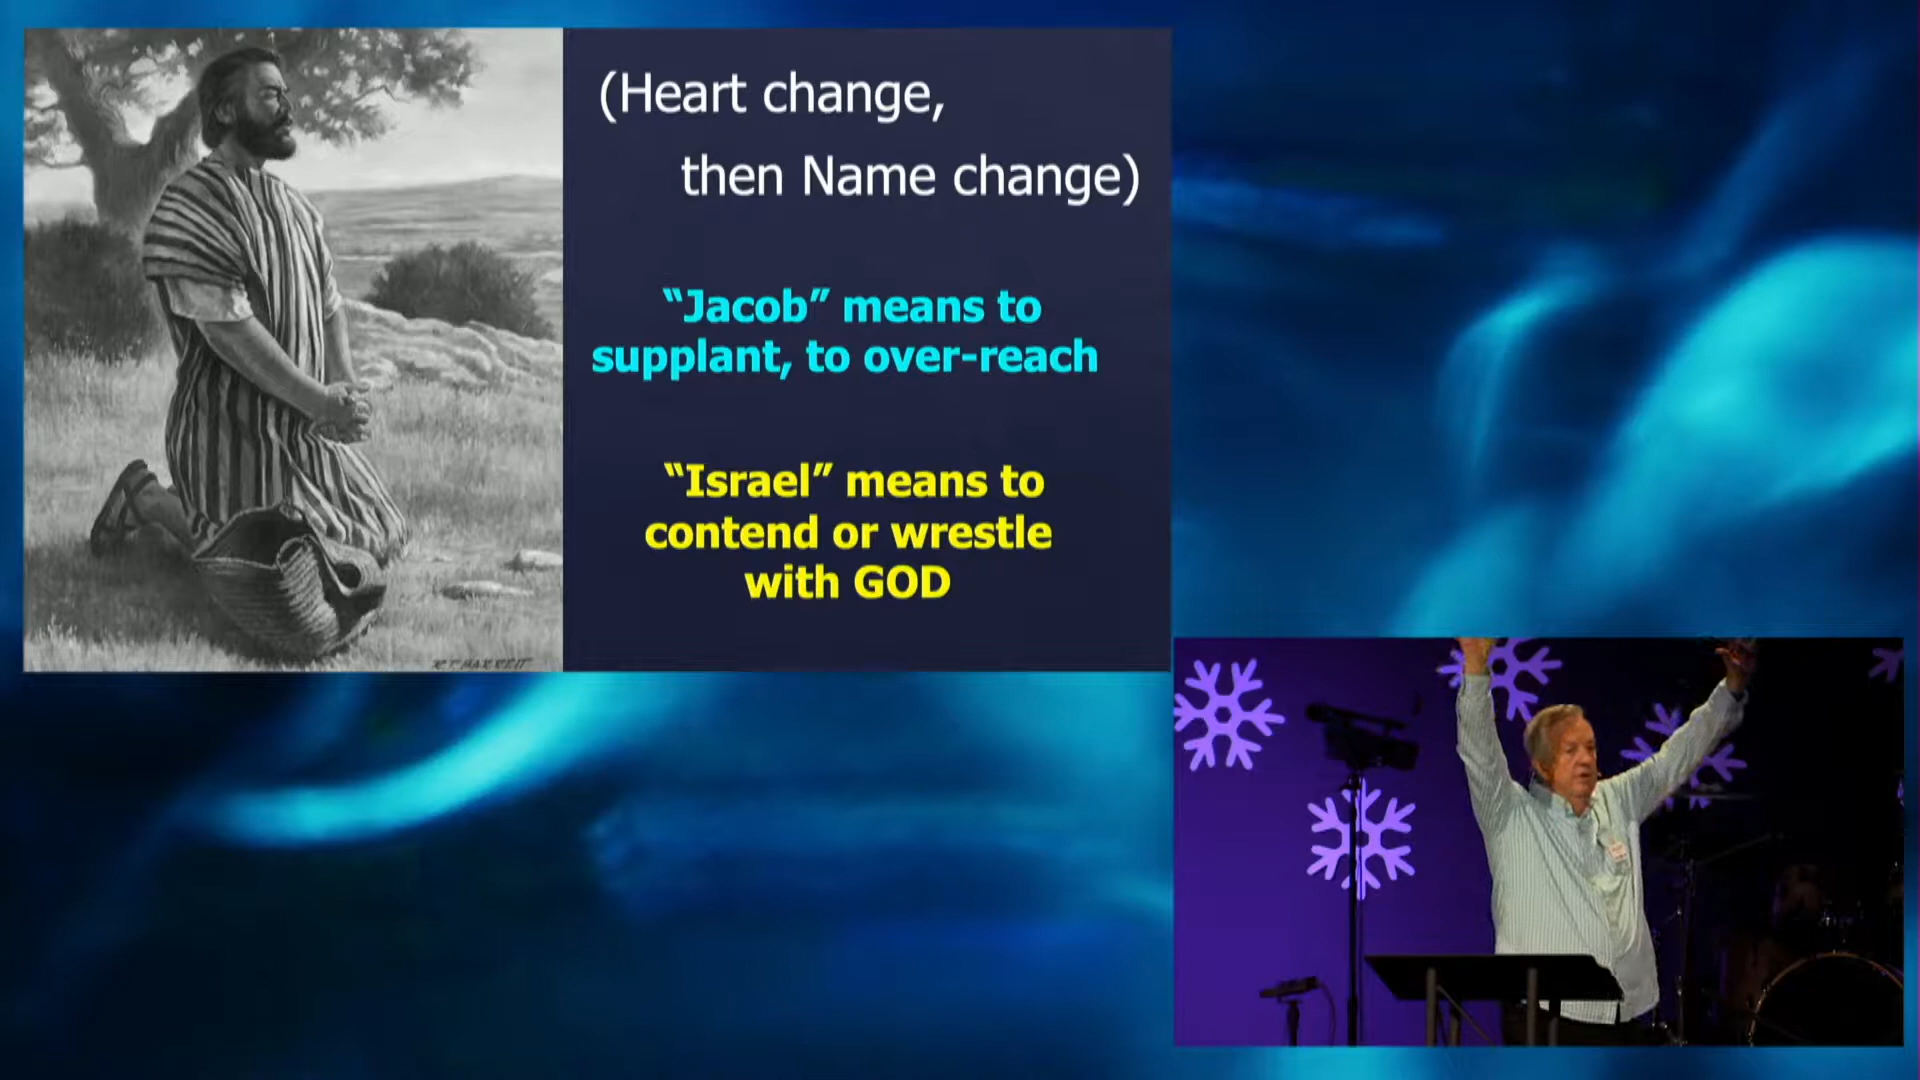 (Heart change,
then Name change)
“Jacob” means to
supplant, to over-reach
“Israel” means to
contend or wrestle
with GOD